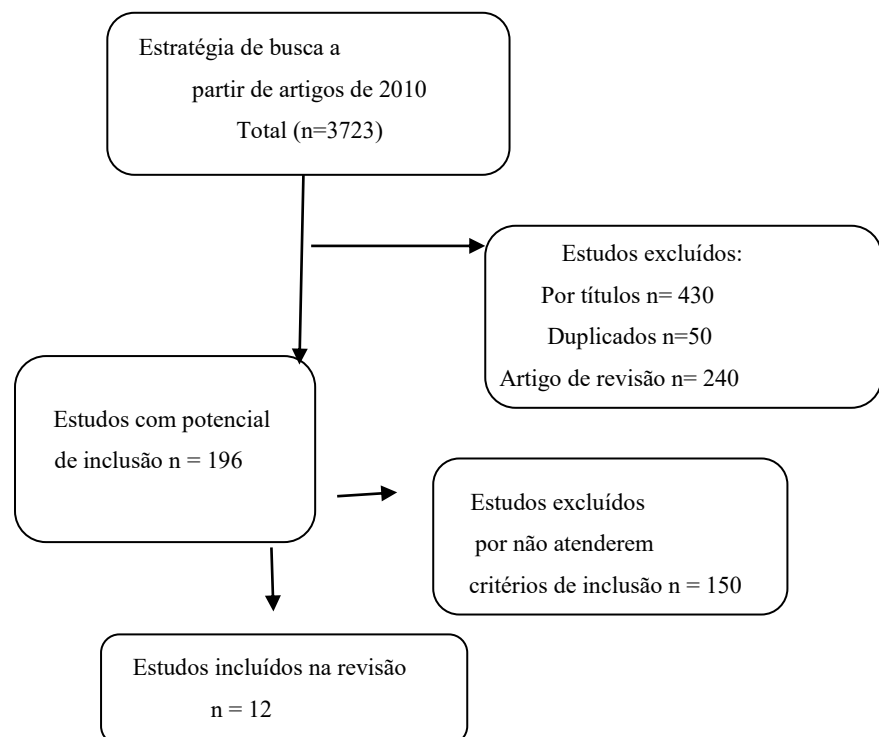 Estratégia de busca a
partir de artigos de 2010
Total (n=3723)
Estudos excluídos:
Por títulos n= 430
Duplicados n=50
Artigo de revisão n= 240
Estudos com potencial
de inclusão n = 196
Estudos excluídos
por não atenderem
critérios de inclusão n = 150
Estudos incluídos na revisão
n = 12